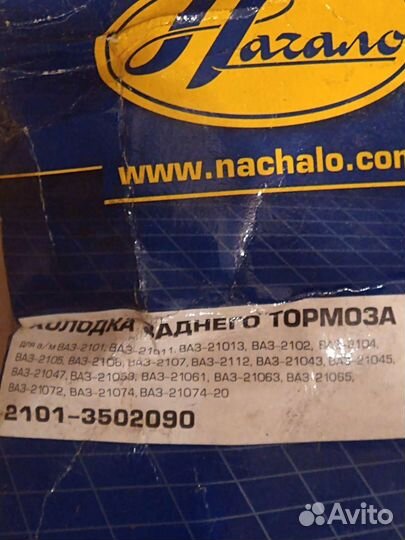 Начало
www.nachalo.com
КОЛОДКА ЗАДНЕГО ТОРМОЗА
для а/м ВАЗ-2101, ВАЗ-21011, ВАЗ-21013, ВАЗ-2102, ВАЗ-2104,
ВАЗ-2105, ВАЗ-2106, ВАЗ-2107, ВАЗ-2112, ВАЗ-21043, ВАЗ-21045,
ВАЗ-21047, ВАЗ-21053, ВАЗ-21061, ВАЗ-21063, ВАЗ-21065,
ВАЗ-21072, ВАЗ-21074, ВАЗ-21074-20
2101-3502090
Avito